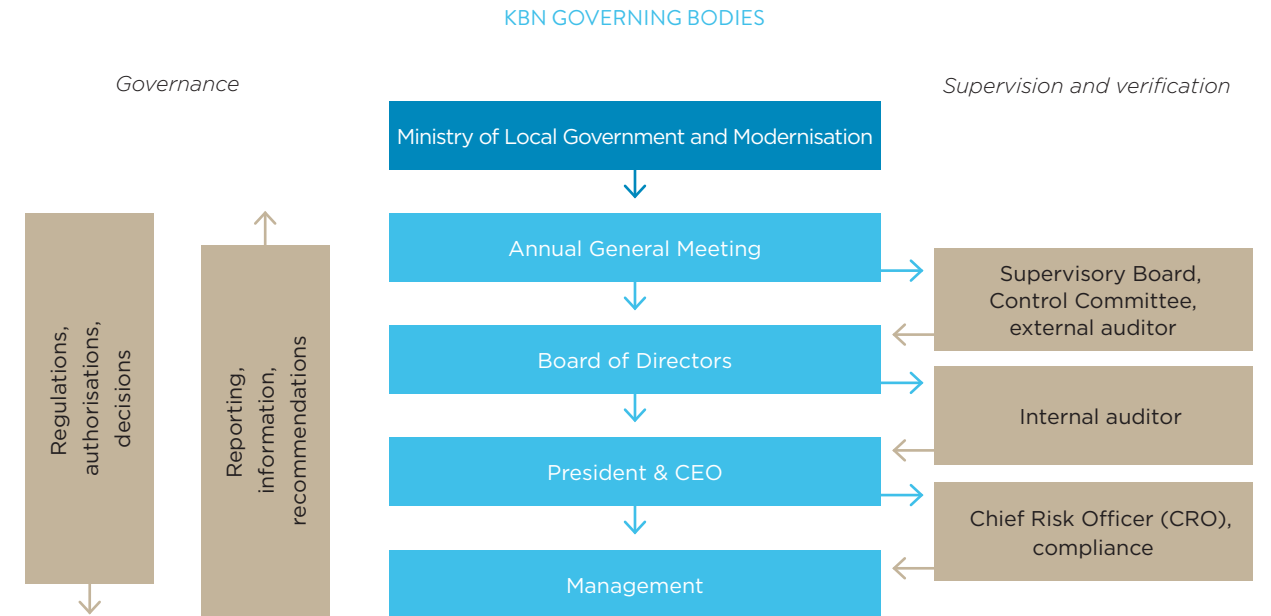 KBN GOVERNING BODIES
Governance
Supervision and verification
Ministry of Local Government and Modernisation
Annual General Meeting
Board of Directors
President & CEO
Management
Regulations,
authorisations,
decisions
Reporting,
information,
recommendations
Supervisory Board,
Control Committee,
external auditor
Internal auditor
Chief Risk Officer (CRO),
compliance